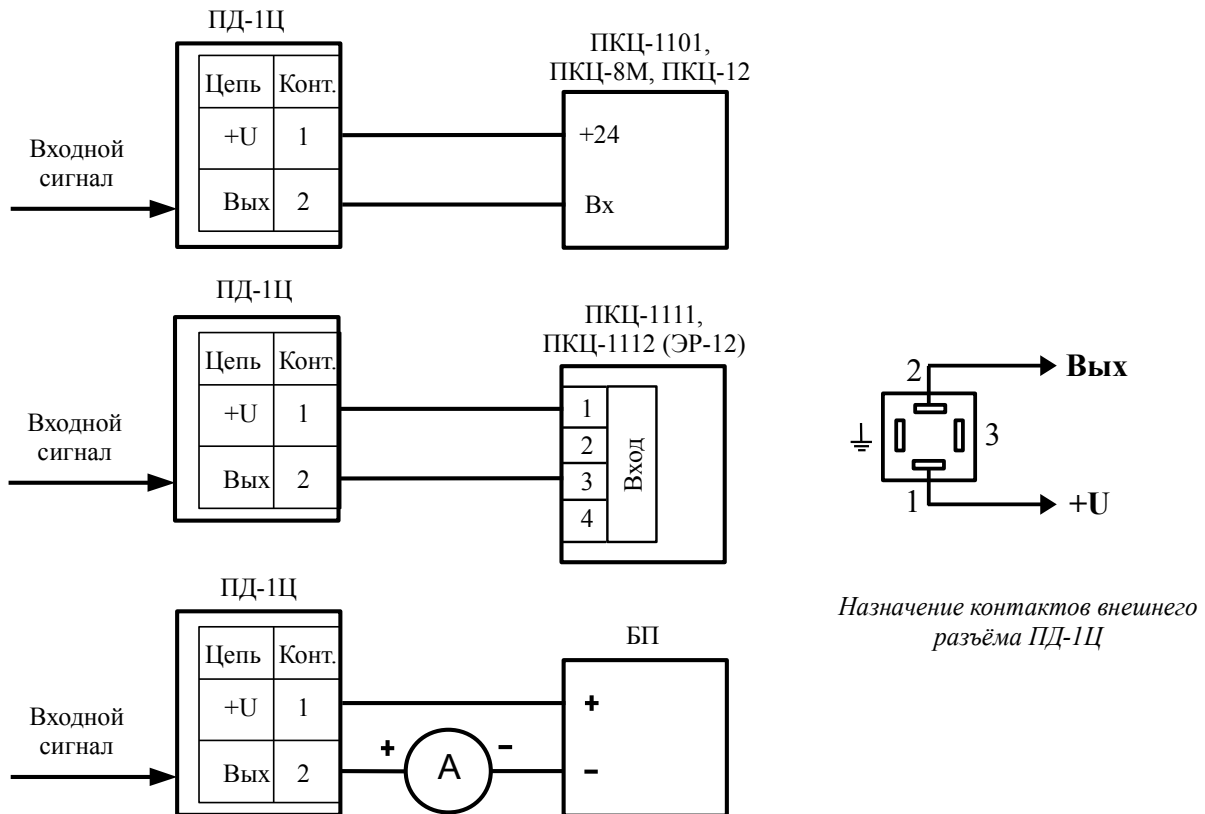 ПД-1Ц
Цепь Конт.
+U 1
Вых 2
Входной
сигнал
ПКЦ-1101,
ПКЦ-8М, ПКЦ-12
+24
Вх
ПД-1Ц
Цепь Конт.
+U 1
Вых 2
Входной
сигнал
ПКЦ-1111,
ПКЦ-1112 (ЭР-12)
1
2
3
4
Вход
2
Вых
3
1
+U
Назначение контактов внешнего
разъёма ПД-1Ц
ПД-1Ц
Цепь Конт.
+U 1
Вых 2
Входной
сигнал
+ A −
БП
+
−